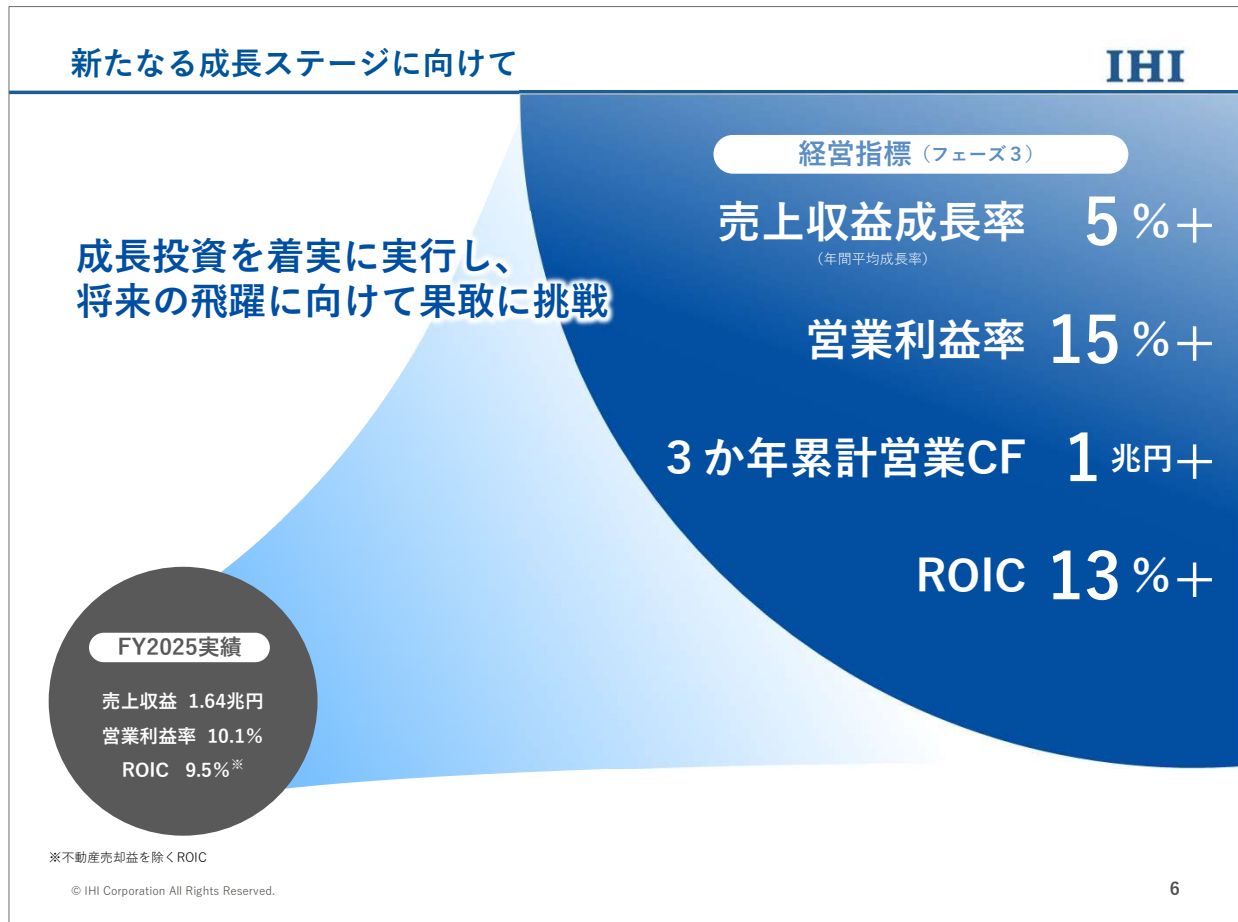 新たなる成長ステージに向けて
IHI
成長投資を着実に実行し、
将来の飛躍に向けて果敢に挑戦
経営指標（フェーズ３）
売上収益成長率 5 %＋
（年間平均成長率）
営業利益率 15 %＋
３か年累計営業CF 1 兆円＋
ROIC 13 %＋
FY2025実績
売上収益 1.64兆円
営業利益率 10.1%
ROIC 9.5%※
※不動産売却益を除くROIC
© IHI Corporation All Rights Reserved.
6